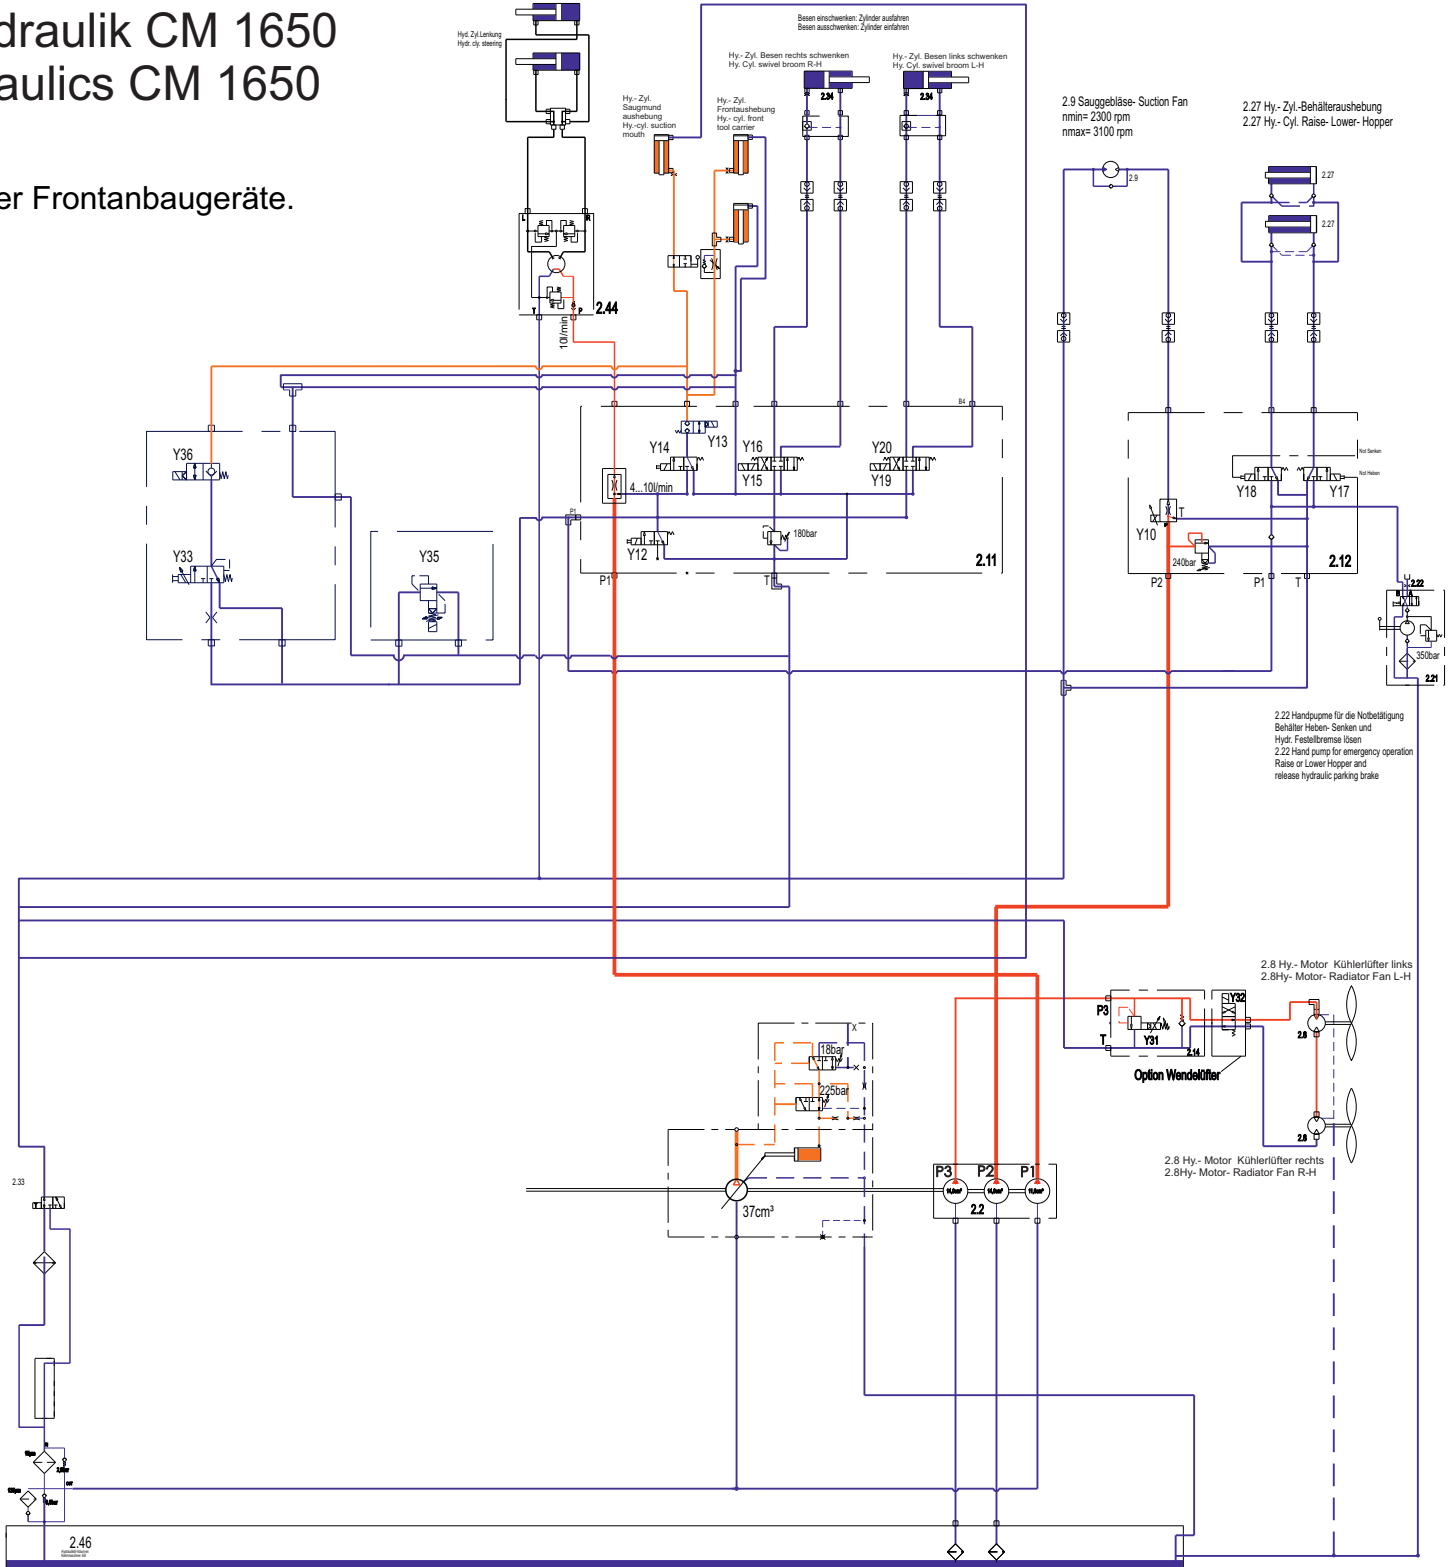 draulik CM 1650
aulics CM 1650
er Frontanbaugeräte.
Hyd. Zyl.Lenkung
Hydr. cly. steering
Besen einschwenken: Zylinder ausfahren
Besen ausschwenken: Zylinder einfahren
Hy.- Zyl. Besen rechts schwenken
Hy. Cyl. swivel broom R-H
Hy.- Zyl. Besen links schwenken
Hy. Cyl. swivel broom L-H
2.34
2.34
Hy.- Zyl.
Saugmund
aushebung
Hy.-cyl. suction
mouth
Hy.- Zyl.
Frontaushebung
Hy.- cyl. front
tool carrier
2.9 Sauggebläse- Suction Fan
nmin= 2300 rpm
nmax= 3100 rpm
2.27 Hy.- Zyl.-Behälteraushebung
2.27 Hy.- Cyl. Raise- Lower- Hopper
2.9
2.27
2.27
L
R
T
P
2.44
10l/min
B4
Y36
Y33
Y35
Y14
Y13
Y16
Y15
Y20
Y19
4...10l/min
P1
Y12
180bar
2.11
P1
T
Not Senken
Not Heben
Y18
Y17
Y10
T
240bar
2.12
P2
P1
T
2.22
350bar
2.21
2.22 Handpupme für die Notbetätigung
Behälter Heben- Senken und
Hydr. Festellbremse lösen
2.22 Hand pump for emergency operation
Raise or Lower Hopper and
release hydraulic parking brake
2.8 Hy.- Motor Kühlerlüfter links
2.8Hy- Motor- Radiator Fan L-H
P3
T
Y31
2.14
Y32
2.8
Option Wendelüfter
2.8
2.8 Hy.- Motor Kühlerlüfter rechts
2.8Hy- Motor- Radiator Fan R-H
X
18bar
225bar
37cm³
P3
P2
P1
2.2
2.33
2.46